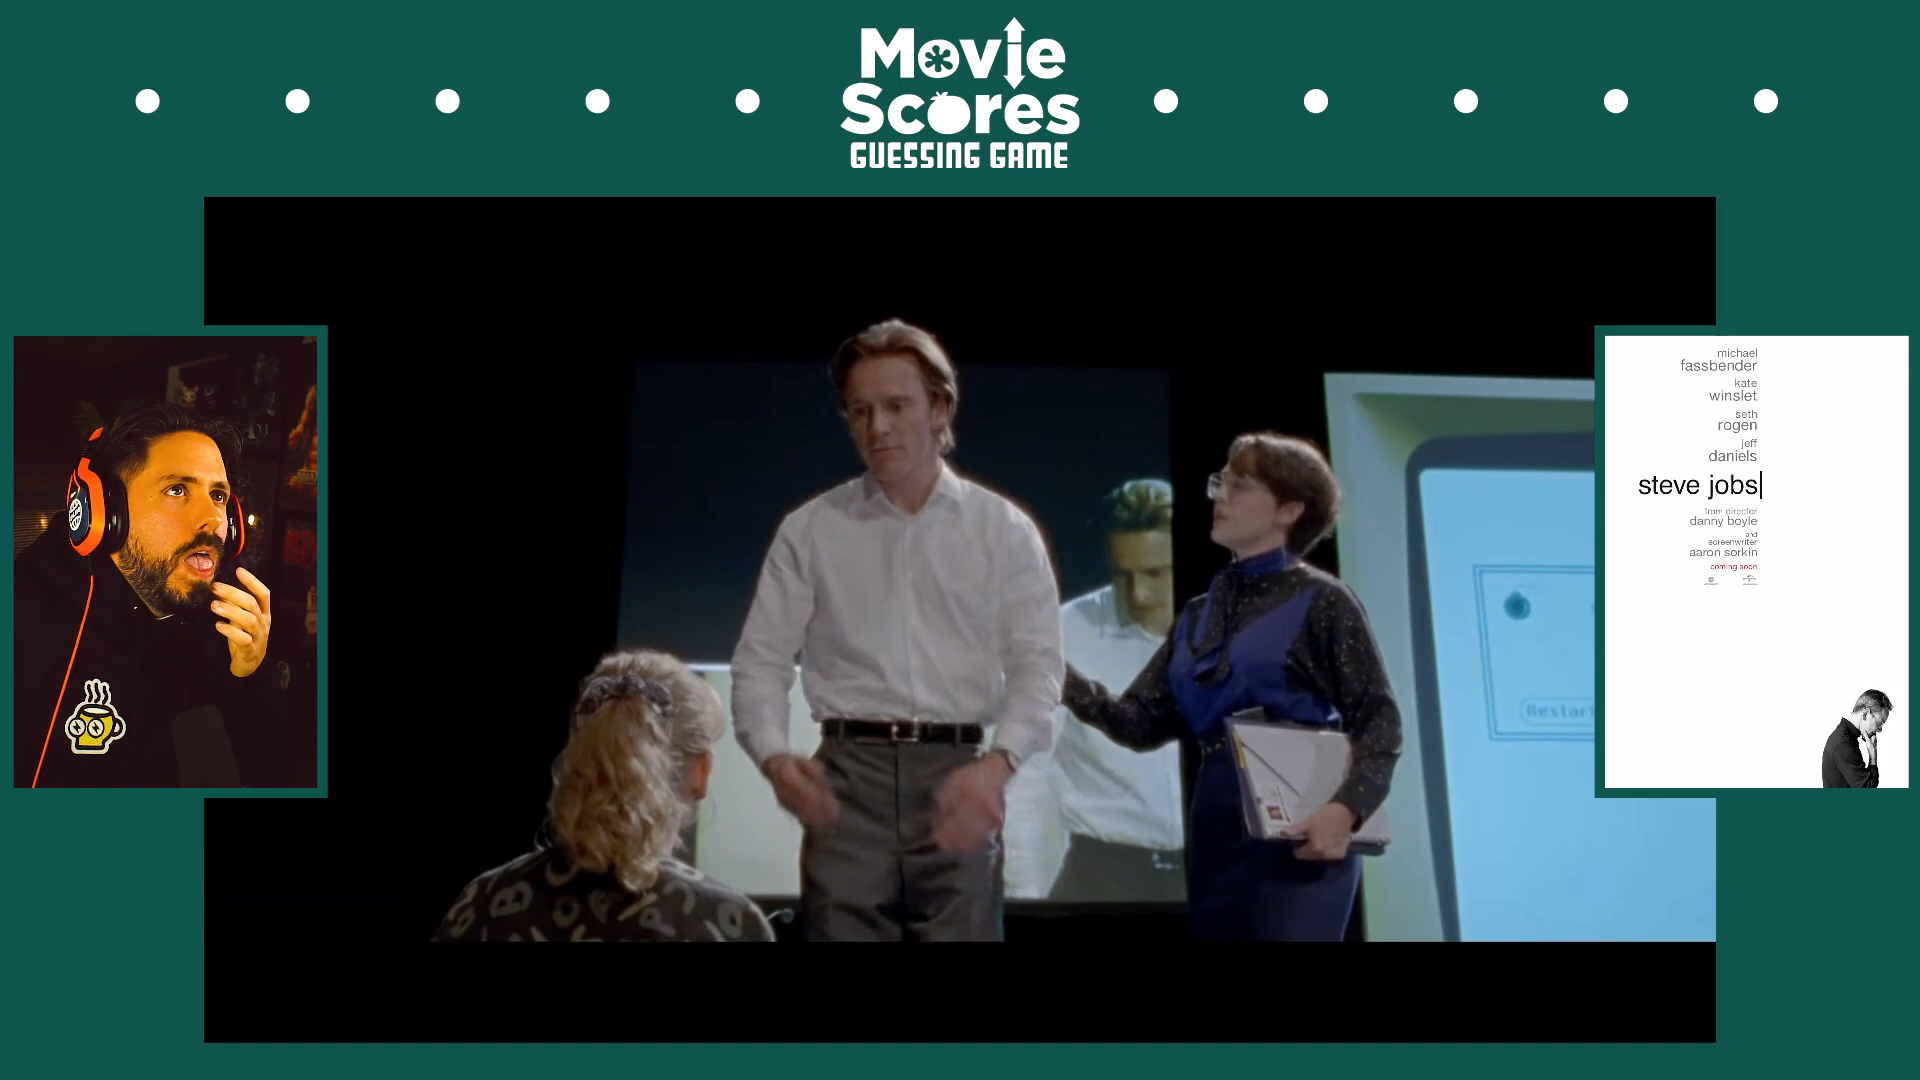 Movie
Scores
GUESSING GAME
michael
fassbender
kate
winslet
seth
rogen
jeff
daniels
steve jobs
from director
danny boyle
and
screenwriter
aaron sorkin
coming soon
Restart